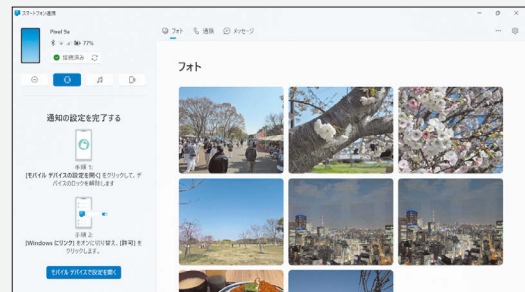 スマートフォン連携
Pixel 5a
77%
接続済み
フォト 通話 メッセージ
フォト
通知の設定を完了する
手順 1:
[モバイル デバイスの設定を開く] をクリックして、デ
バイスのロックを解除します
手順 2:
[Windows にリンク] をオンに切り替え、[許可] を
クリックします。
モバイル デバイスで設定を開く